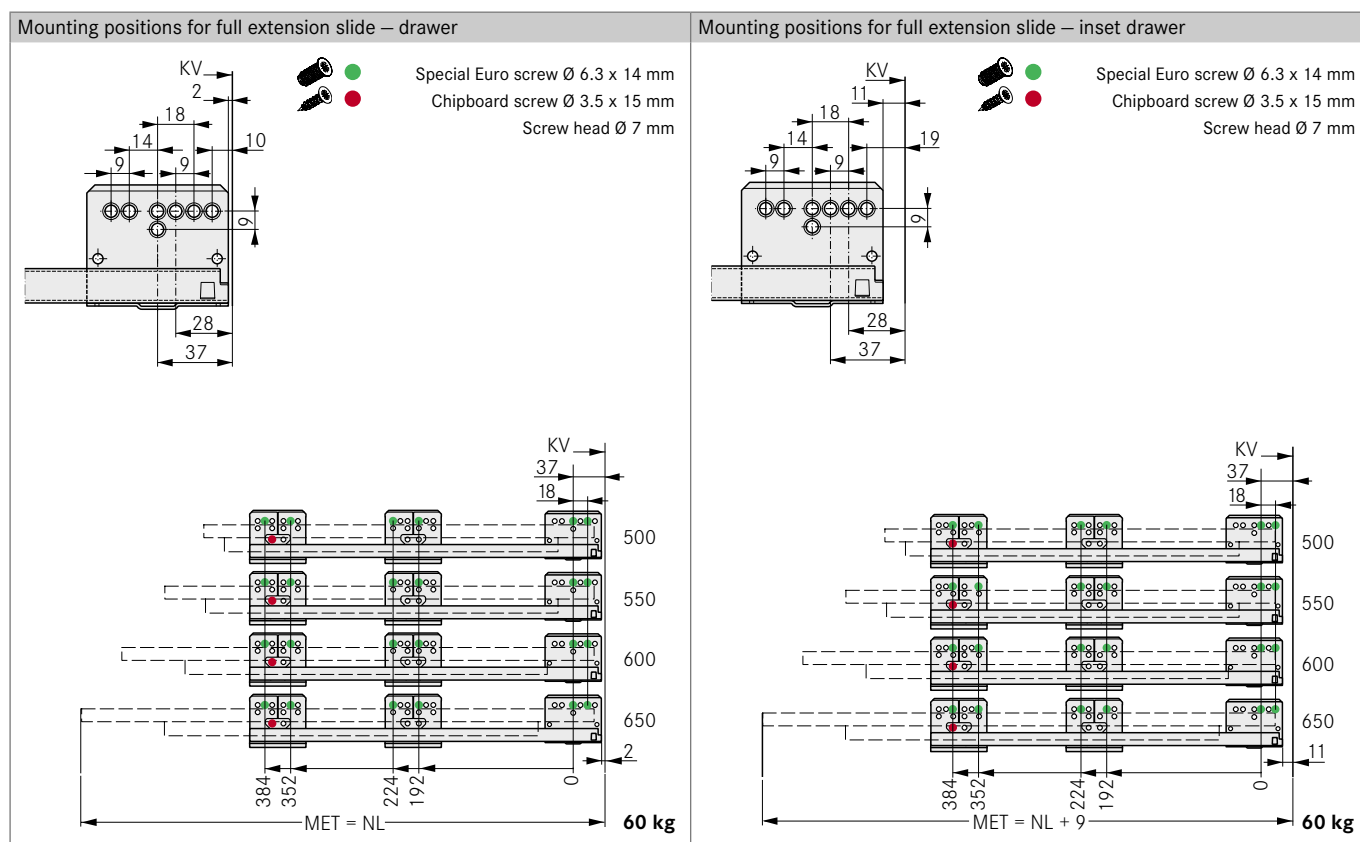 Mounting positions for full extension slide – drawer
KV
2
18
14
10
9
9
9
28
37
Special Euro screw Ø 6.3 x 14 mm
Chipboard screw Ø 3.5 x 15 mm
Screw head Ø 7 mm
KV
37
18
500
550
600
650
2
384
352
224
192
0
MET = NL
60 kg
Mounting positions for full extension slide – inset drawer
KV
11
18
14
19
9
9
9
28
37
Special Euro screw Ø 6.3 x 14 mm
Chipboard screw Ø 3.5 x 15 mm
Screw head Ø 7 mm
KV
37
18
500
550
600
650
11
384
352
224
192
0
MET = NL + 9
60 kg